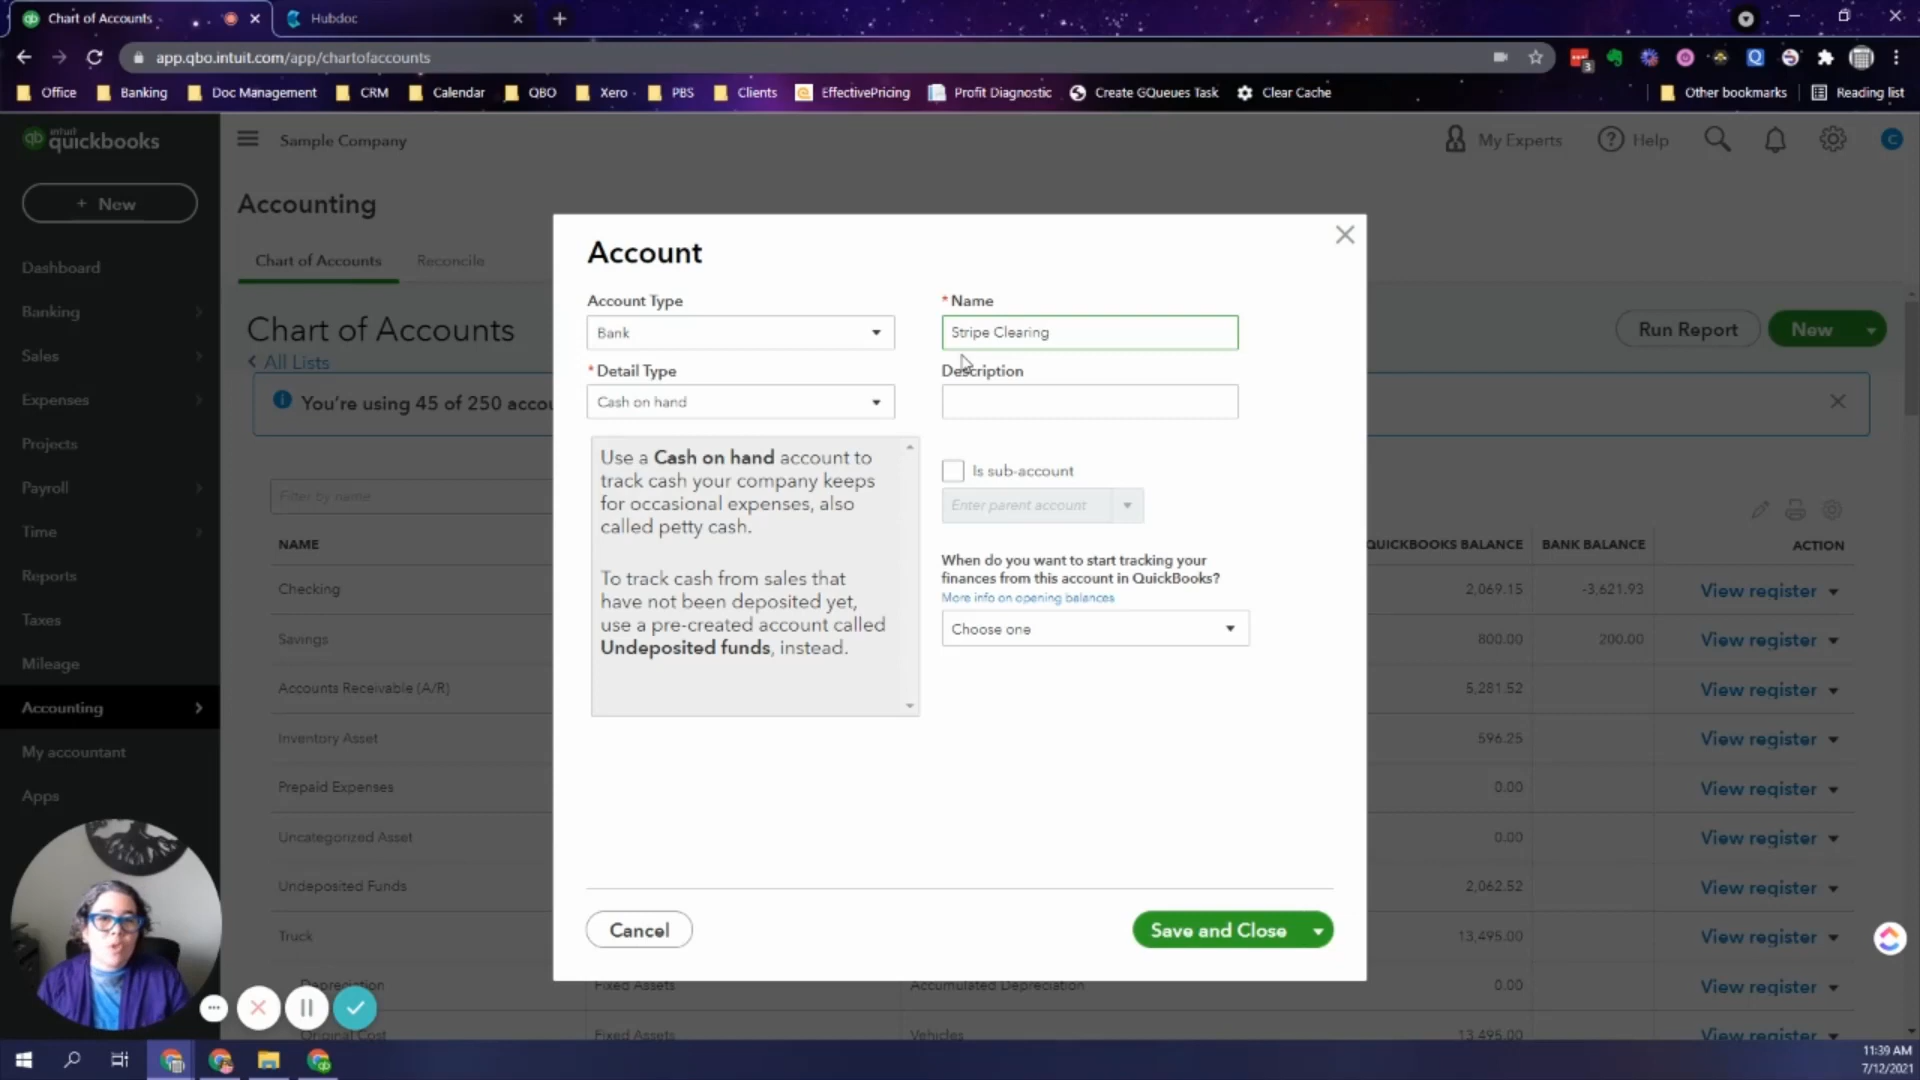 Chart of Accounts
Hubdoc
app.qbo.intuit.com/app/chartofaccounts
3
Office
Banking
Doc Management
CRM
Calendar
QBO
Xero
PBS
Clients
EffectivePricing
Profit Diagnostic
Create GQueues Task
Clear Cache
Other bookmarks
Reading list
qb
intuit
quickbooks
Sample Company
My Experts
Help
C
+ New
Accounting
Chart of Accounts
Reconcile
Dashboard
Banking
Sales
Expenses
Projects
Payroll
Time
Reports
Taxes
Mileage
Accounting
My accountant
Apps
Chart of Accounts
All Lists
Run Report
New
You're using 45 of 250 accou
Filter by name
NAME
QUICKBOOKS BALANCE
BANK BALANCE
ACTION
Checking
2,069.15
-3,621.93
View register
Savings
800.00
200.00
View register
Accounts Receivable (A/R)
5,281.52
View register
Inventory Asset
596.25
View register
Prepaid Expenses
0.00
View register
Uncategorized Asset
0.00
View register
Undeposited Funds
2,062.52
View register
Truck
13,495.00
View register
Depreciation
Fixed Assets
Accumulated Depreciation
0.00
View register
Original Cost
Fixed Assets
Vehicles
13,495.00
View register
Account
Account Type
Bank
* Name
Stripe Clearing
* Detail Type
Cash on hand
Description
Use a Cash on hand account to
track cash your company keeps
for occasional expenses, also
called petty cash.
To track cash from sales that
have not been deposited yet,
use a pre-created account called
Undeposited funds, instead.
Is sub-account
Enter parent account
When do you want to start tracking your
finances from this account in QuickBooks?
More info on opening balances
Choose one
Cancel
Save and Close
11:39 AM
7/12/2021